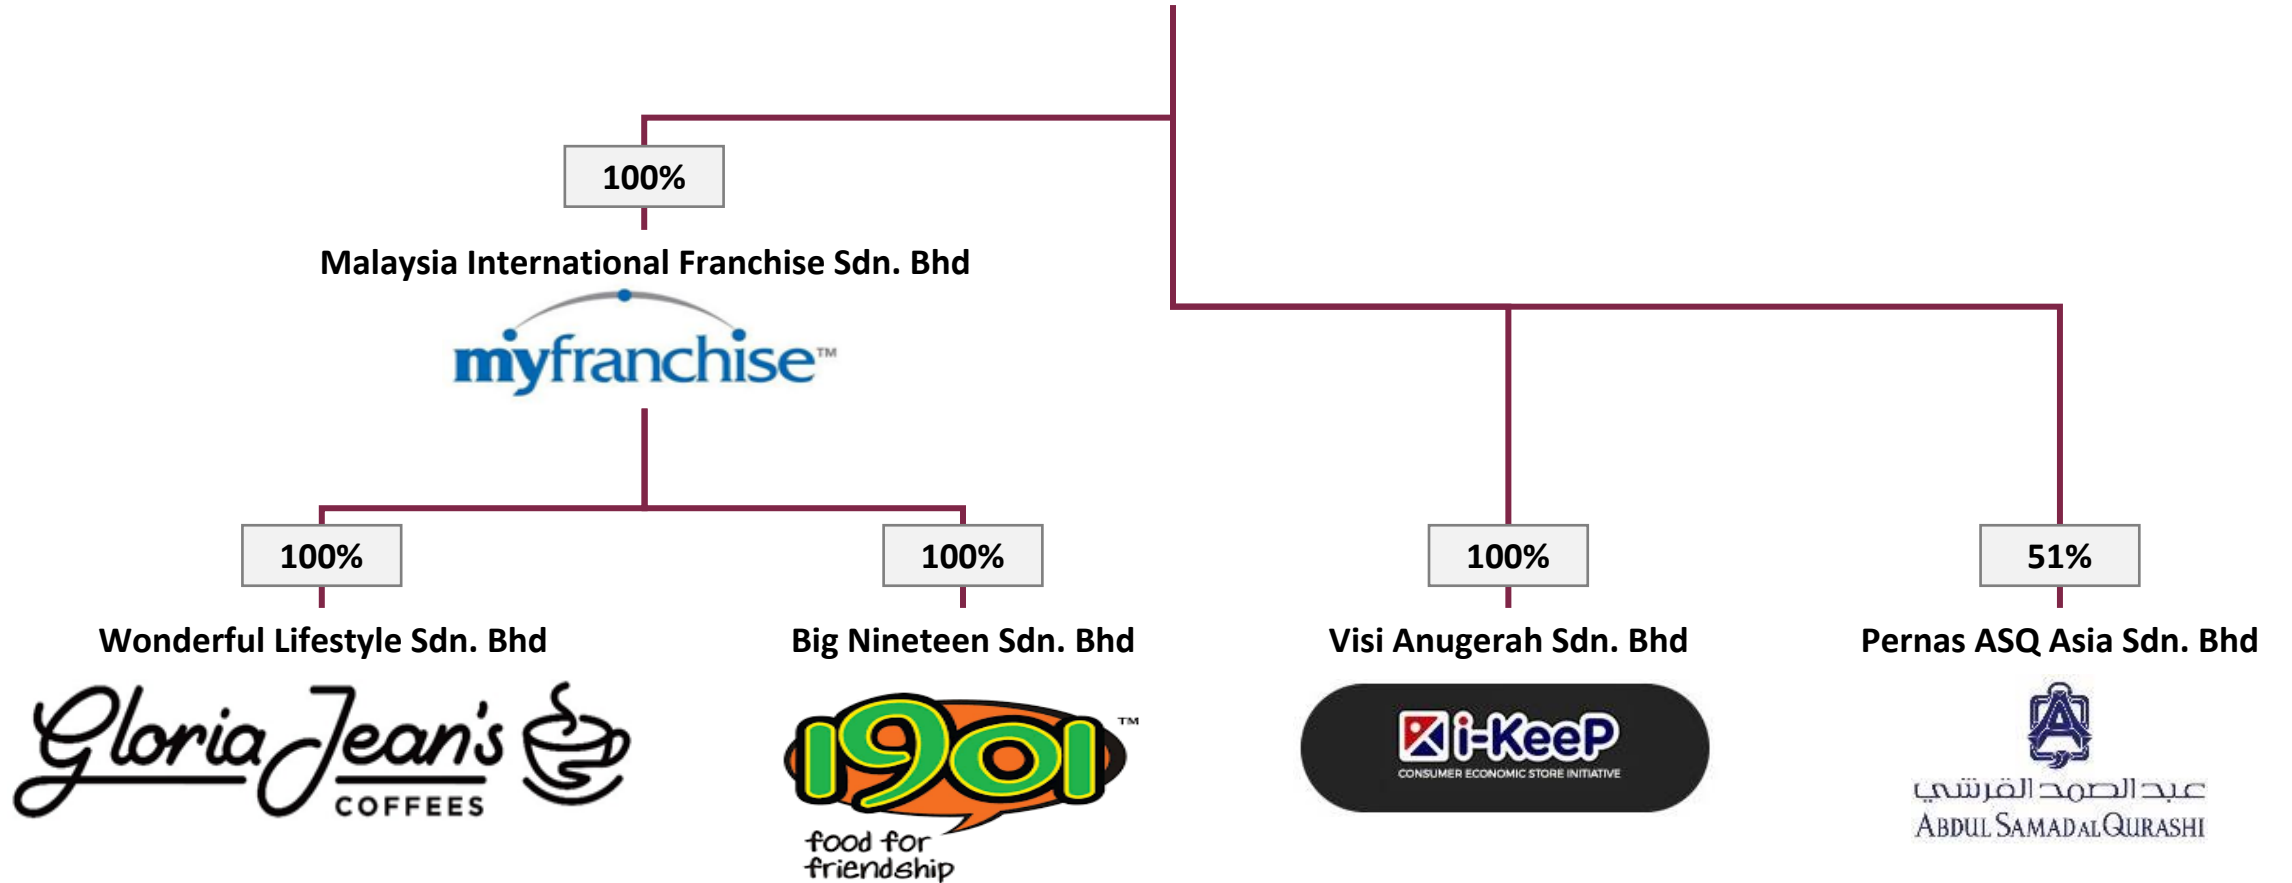 100%
Malaysia International Franchise Sdn. Bhd
myfranchise™
100%
100%
100%
51%
Wonderful Lifestyle Sdn. Bhd
Big Nineteen Sdn. Bhd
Visi Anugerah Sdn. Bhd
Pernas ASQ Asia Sdn. Bhd
Gloria Jean's
COFFEES
1901™
food for
friendship
i-KeeP
CONSUMER ECONOMIC STORE INITIATIVE
عبد الصمد القرشي
ABDUL SAMAD AL QURASHI